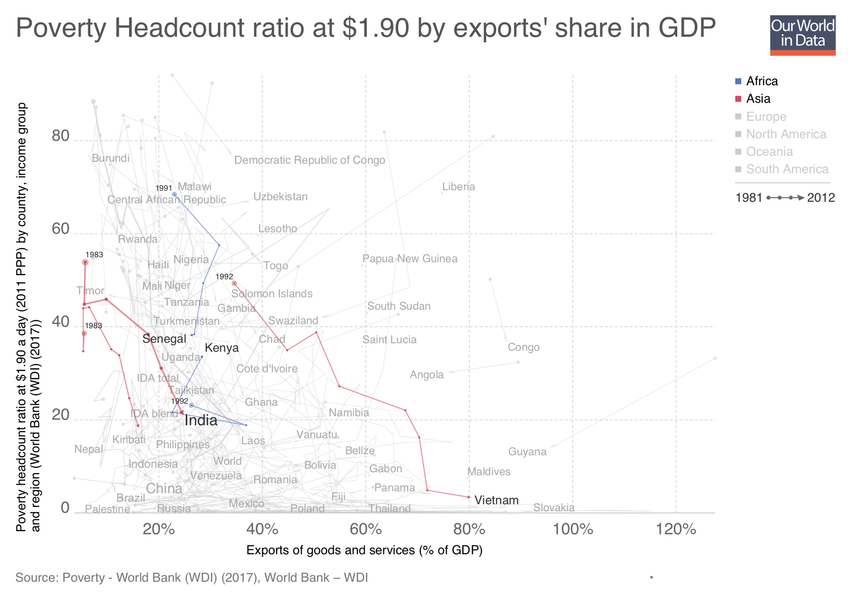 Poverty Headcount ratio at $1.90 by exports' share in GDP
Our World
in Data
Africa
Asia
Europe
North America
Oceania
South America
1981 2012
Poverty headcount ratio at $1.90 a day (2011 PPP) by country, income group
and region (World Bank (WDI) (2017))
80
60
40
20
0
Burundi
Democratic Republic of Congo
1991
Malawi
Liberia
Central African Republic
Uzbekistan
Lesotho
Rwanda
1983
Haiti
Nigeria
Togo
Papua New Guinea
1992
Timor
Mali
Niger
Solomon Islands
Tanzania
Gambia
South Sudan
1983
Turkmenistan
Swaziland
Senegal
Chad
Saint Lucia
Kenya
Congo
Uganda
Cote d'Ivoire
IDA total
Angola
Tajikistan
1992
Ghana
IDA blend
India
Namibia
Kiribati
Philippines
Laos
Vanuatu
Nepal
Belize
Guyana
Indonesia
World
Bolivia
Gabon
Maldives
Venezuela
Romania
China
Panama
Brazil
Fiji
Vietnam
Palestine
Russia
Mexico
Poland
Thailand
Slovakia
20%
40%
60%
80%
100%
120%
Exports of goods and services (% of GDP)
Source: Poverty - World Bank (WDI) (2017), World Bank – WDI